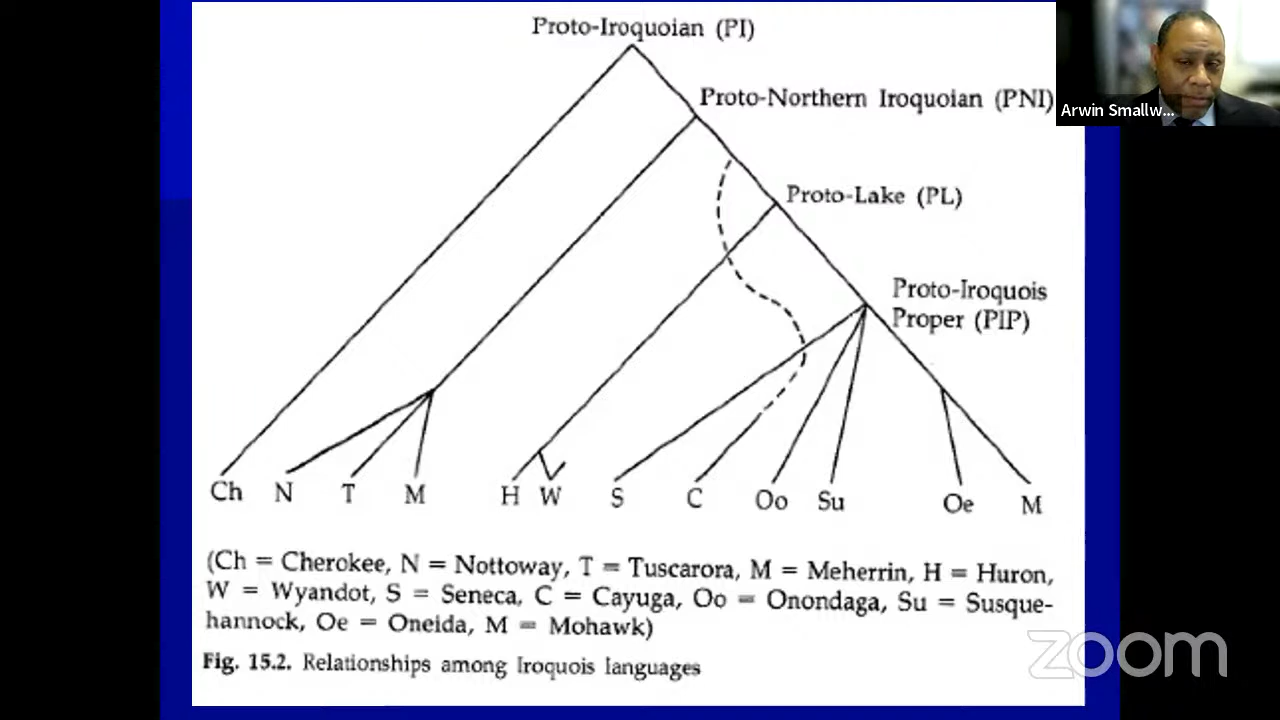 Proto-Iroquoian (PI)
Proto-Northern Iroquoian (PNI)
Arwin Smallw...
Proto-Lake (PL)
Proto-Iroquois
Proper (PIP)
Ch N T M H W S C Oo Su Oe M
(Ch = Cherokee, N = Nottoway, T = Tuscarora, M = Meherrin, H = Huron,
W = Wyandot, S = Seneca, C = Cayuga, Oo = Onondaga, Su = Susque-
hannock, Oe = Oneida, M = Mohawk)
Fig. 15.2. Relationships among Iroquois languages
zoom